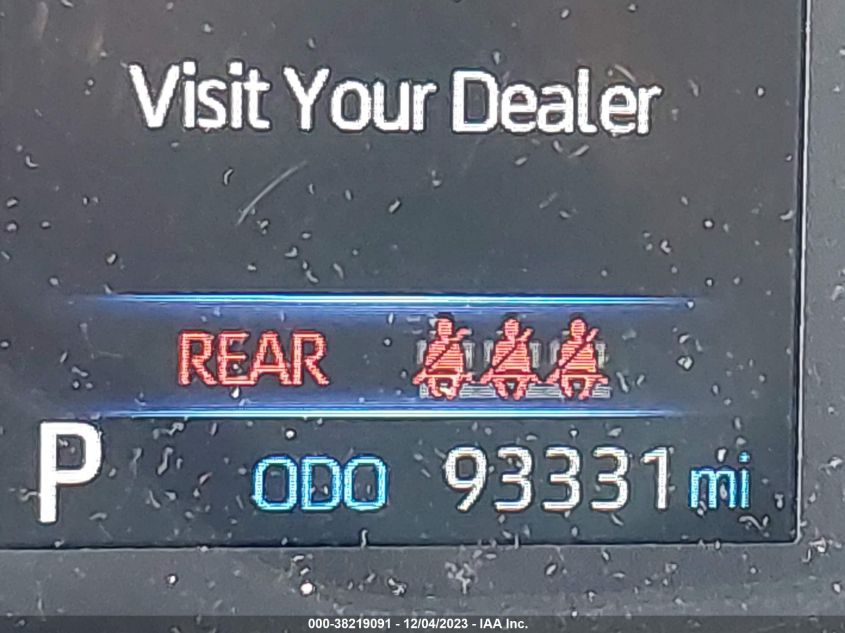 Visit Your Dealer
REAR
P ODO 93331 mi
000-38219091 - 12/04/2023 - IAA Inc.